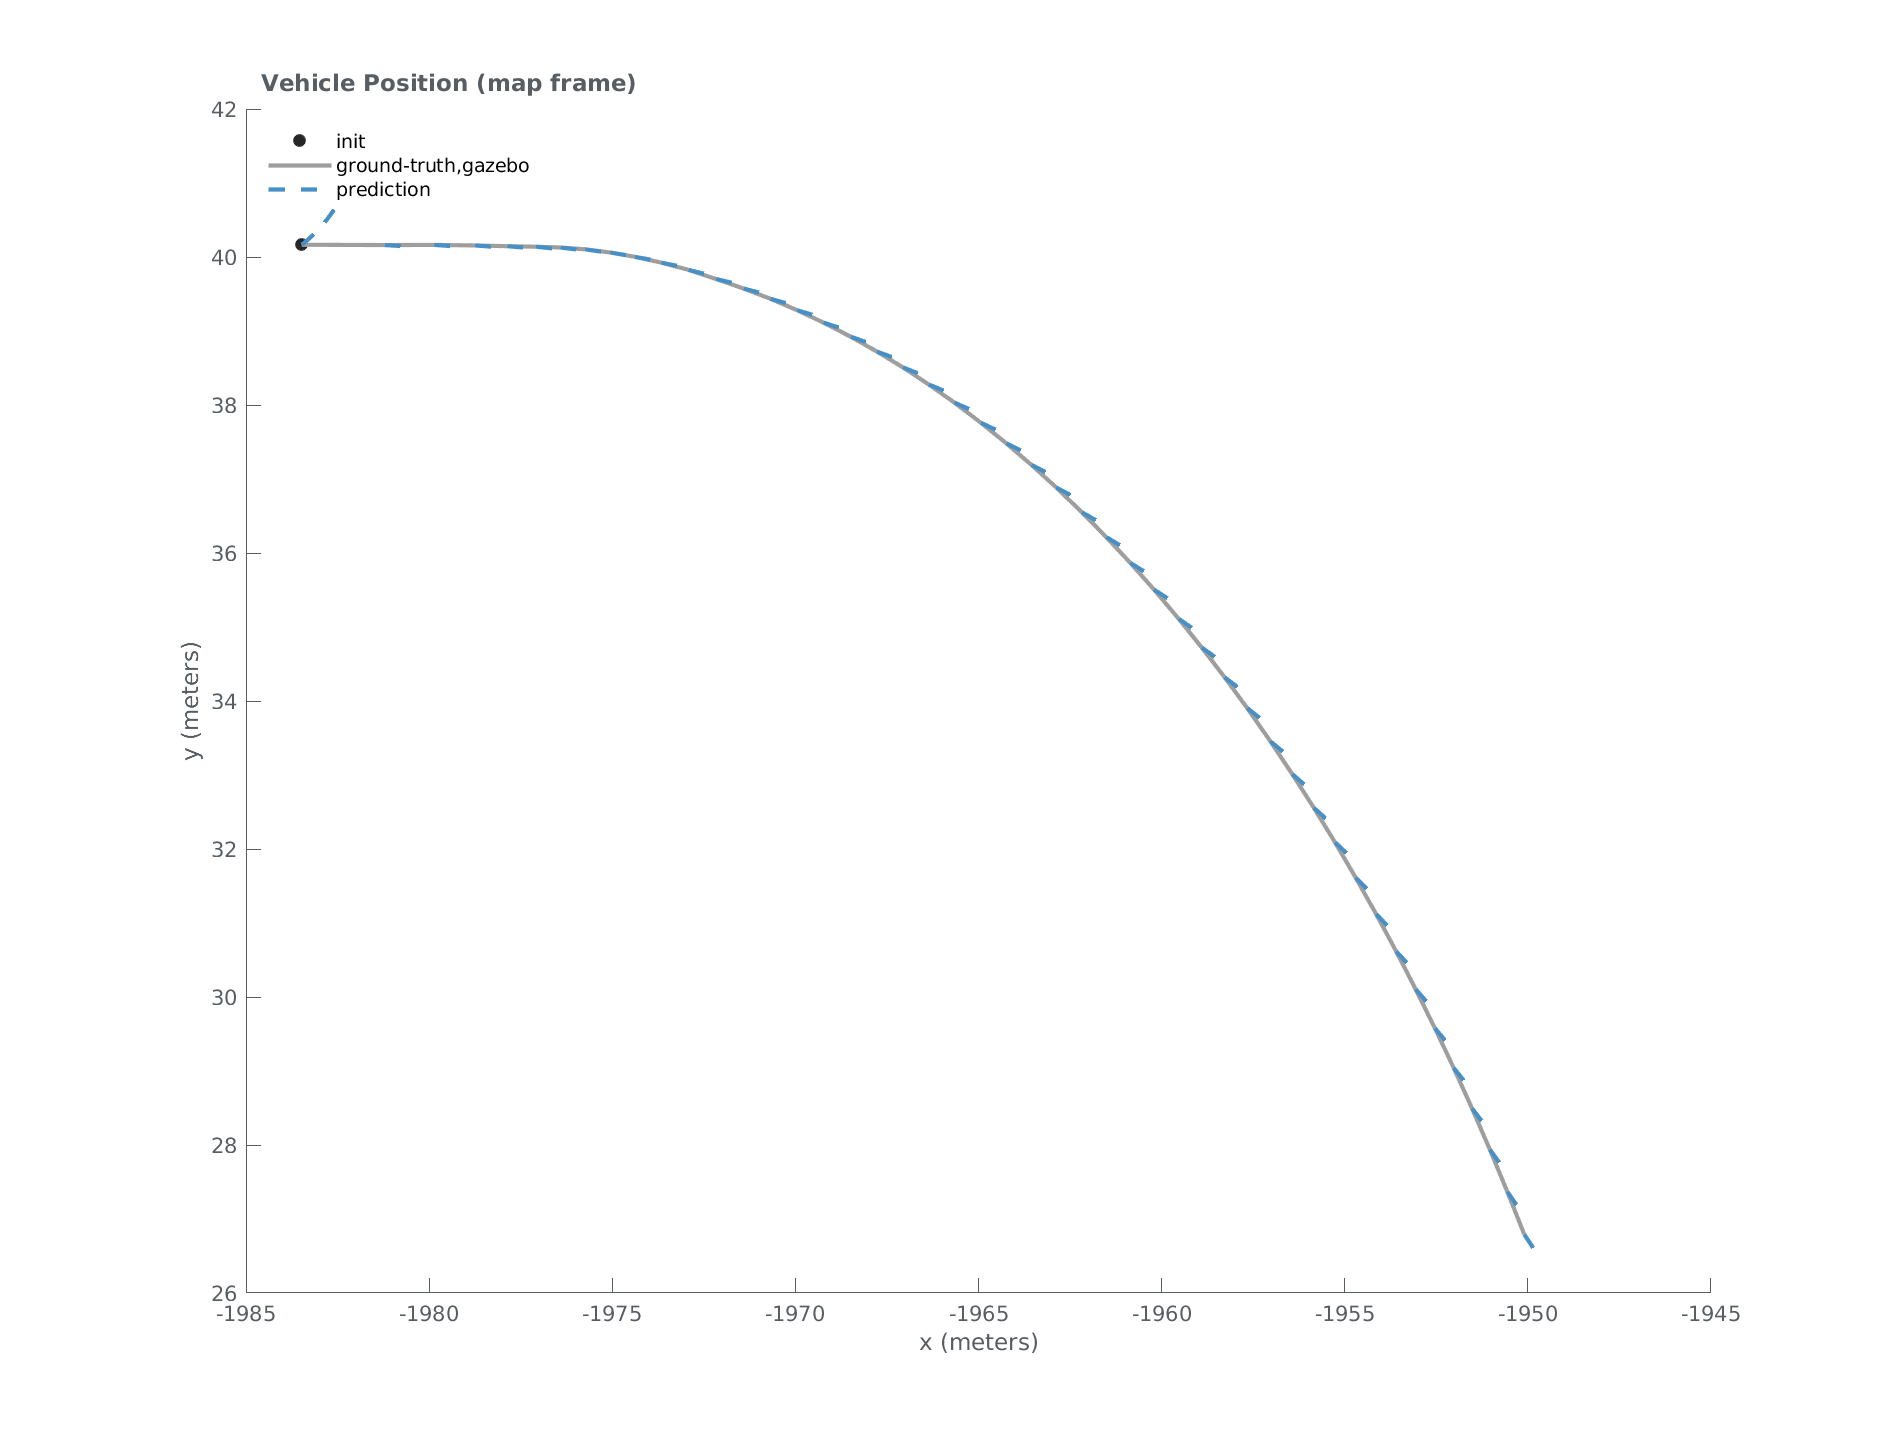 Vehicle Position (map frame)
42
init
ground-truth,gazebo
prediction
40
38
36
34
y (meters)
32
30
28
26
-1985 -1980 -1975 -1970 -1965 -1960 -1955 -1950 -1945
x (meters)